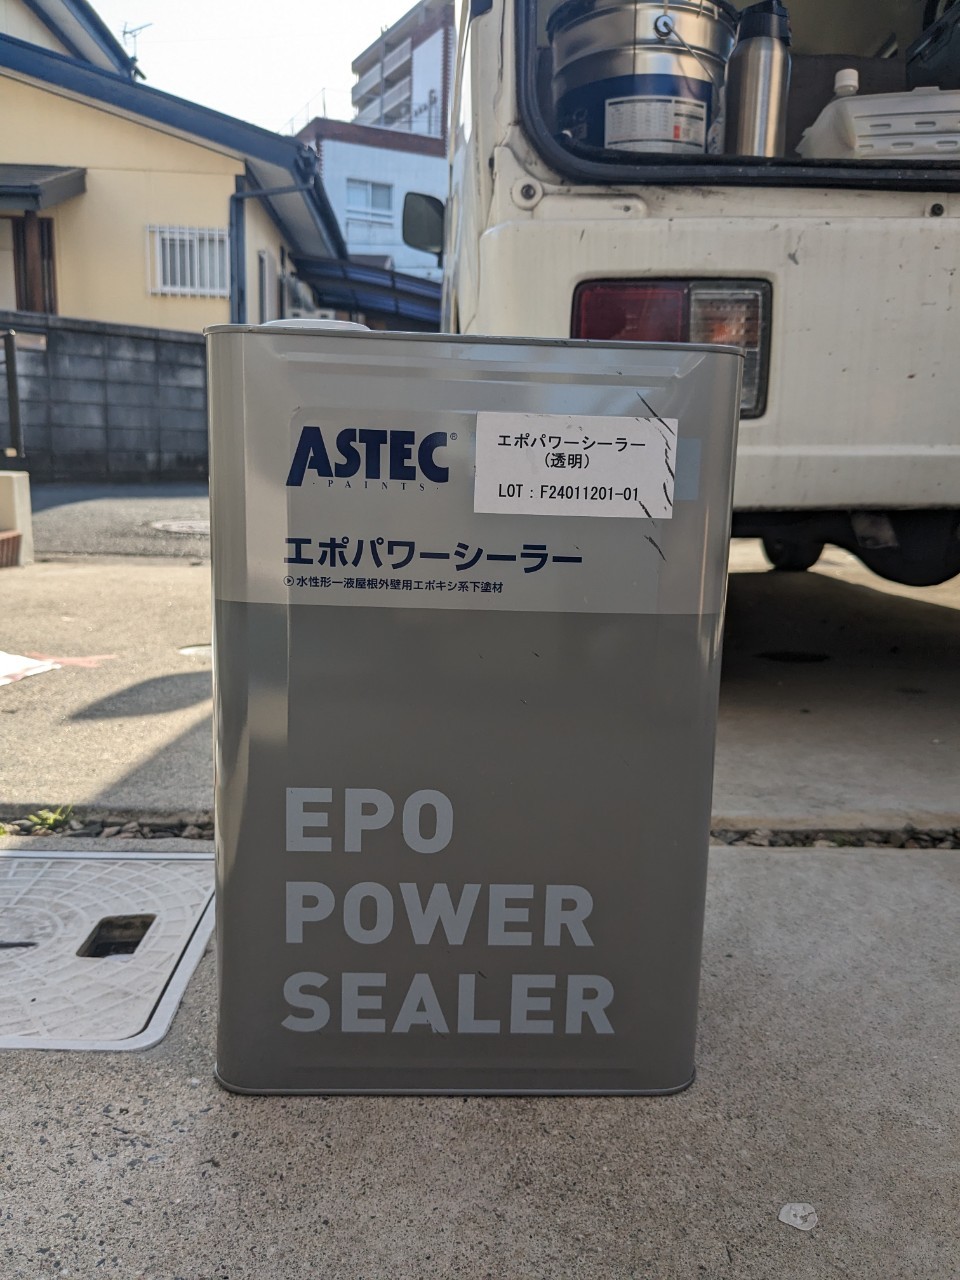 ASTEC®
・PAINTS・
エポパワーシーラー
(透明)
LOT：F24011201-01
エポパワーシーラー
水性形一液屋根外壁用エポキシ系下塗材
EPO
POWER
SEALER